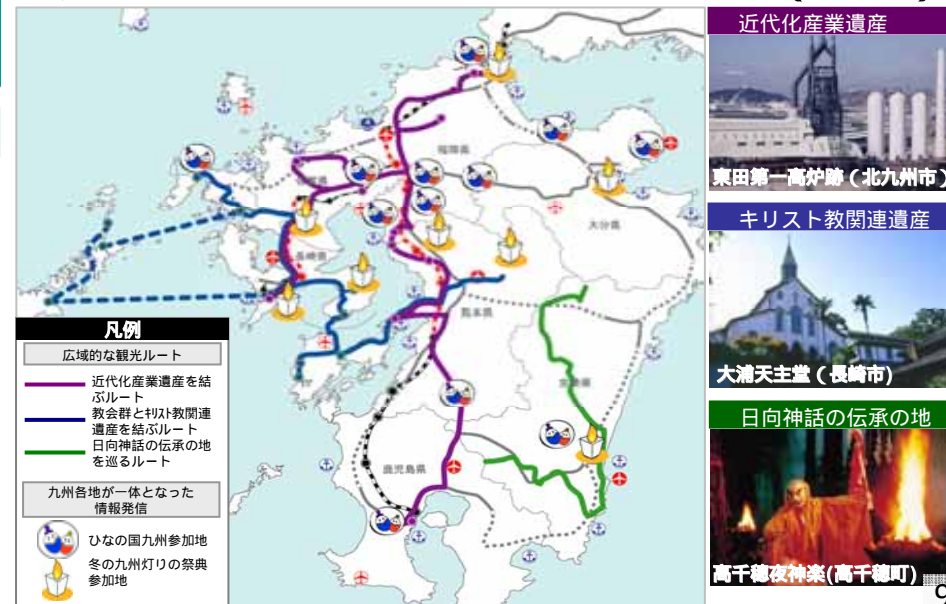 近代化産業遺産
東田第一高炉跡（北九州市）
キリスト教関連遺産
大浦天主堂（長崎市）
日向神話の伝承の地
高千穂夜神楽(高千穂町)
福岡県
大分県
長崎県
熊本県
宮崎県
鹿児島県
凡例
広域的な観光ルート
近代化産業遺産を結
ぶルート
教会群とｷﾘｽﾄ教関連
遺産を結ぶルート
日向神話の伝承の地
を巡るルート
九州各地が一体となった
情報発信
ひなの国九州参加地
冬の九州灯りの祭典
参加地